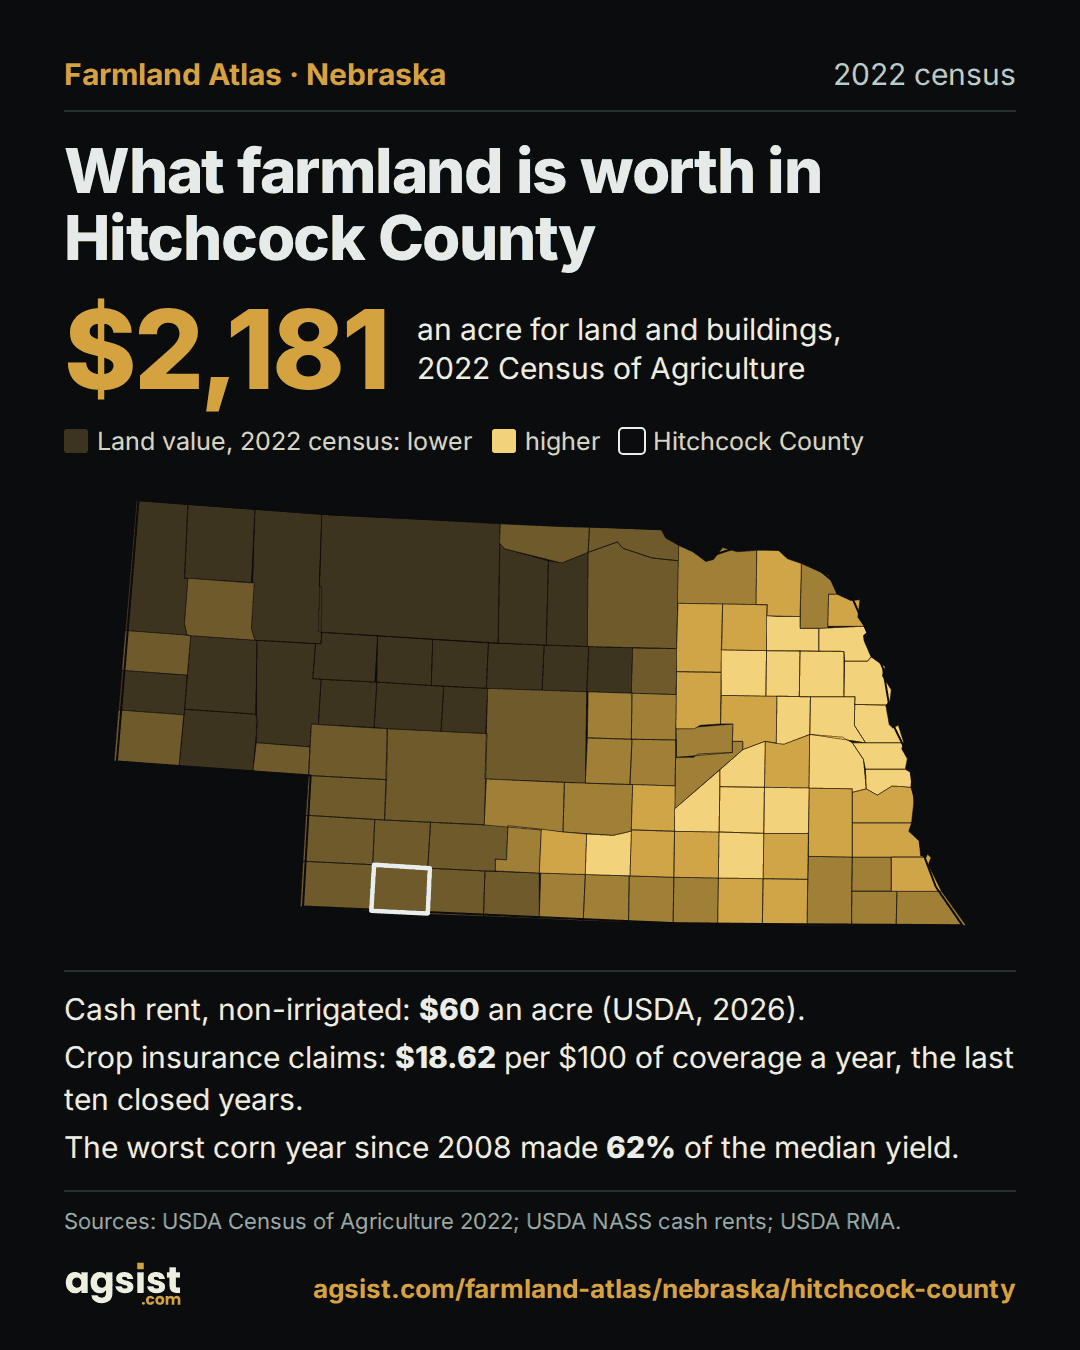 Farmland Atlas · Nebraska
2022 census
What farmland is worth in
Hitchcock County
$2,181
an acre for land and buildings,
2022 Census of Agriculture
Land value, 2022 census: lower
higher
Hitchcock County
Cash rent, non-irrigated: $60 an acre (USDA, 2026).
Crop insurance claims: $18.62 per $100 of coverage a year, the last
ten closed years.
The worst corn year since 2008 made 62% of the median yield.
Sources: USDA Census of Agriculture 2022; USDA NASS cash rents; USDA RMA.
agsist
.com
agsist.com/farmland-atlas/nebraska/hitchcock-county